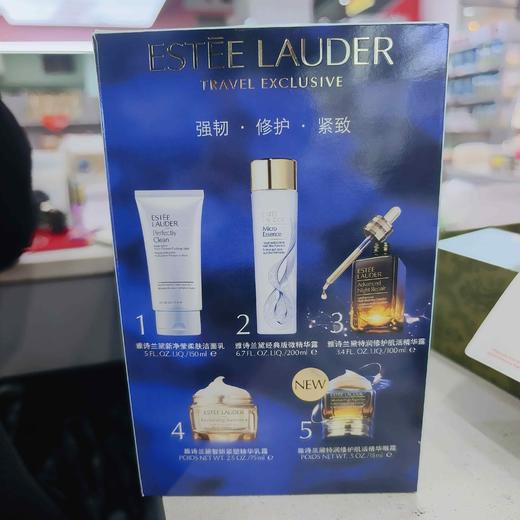 ESTĒE LAUDER
TRAVEL EXCLUSIVE
强韧 · 修护 · 紧致
ESTĒE
LAUDER
Perfectly
Clean
Micro
Essence
ESTĒE
LAUDER
Advanced
Night Repair
1
雅诗兰黛新净莹柔肤洁面乳
5 FL. OZ. LIQ./150 ml ℮
2
雅诗兰黛经典版微精华露
6.7 FL. OZ. LIQ./200 ml ℮
3
雅诗兰黛特润修护肌活精华露
3.4 FL. OZ. LIQ./100 ml ℮
NEW
ESTĒE LAUDER
4
雅诗兰黛智妍紧塑精华乳霜
POIDS NET WT. 2.5 OZ./75 ml ℮
5
雅诗兰黛特润修护肌活精华眼霜
POIDS NET WT. .5 OZ./15 ml ℮